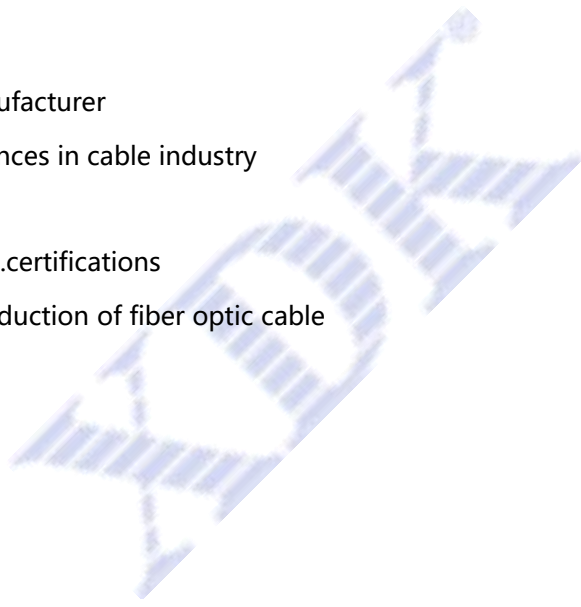 ufacturer
nces in cable industry
.certifications
duction of fiber optic cable
XDK